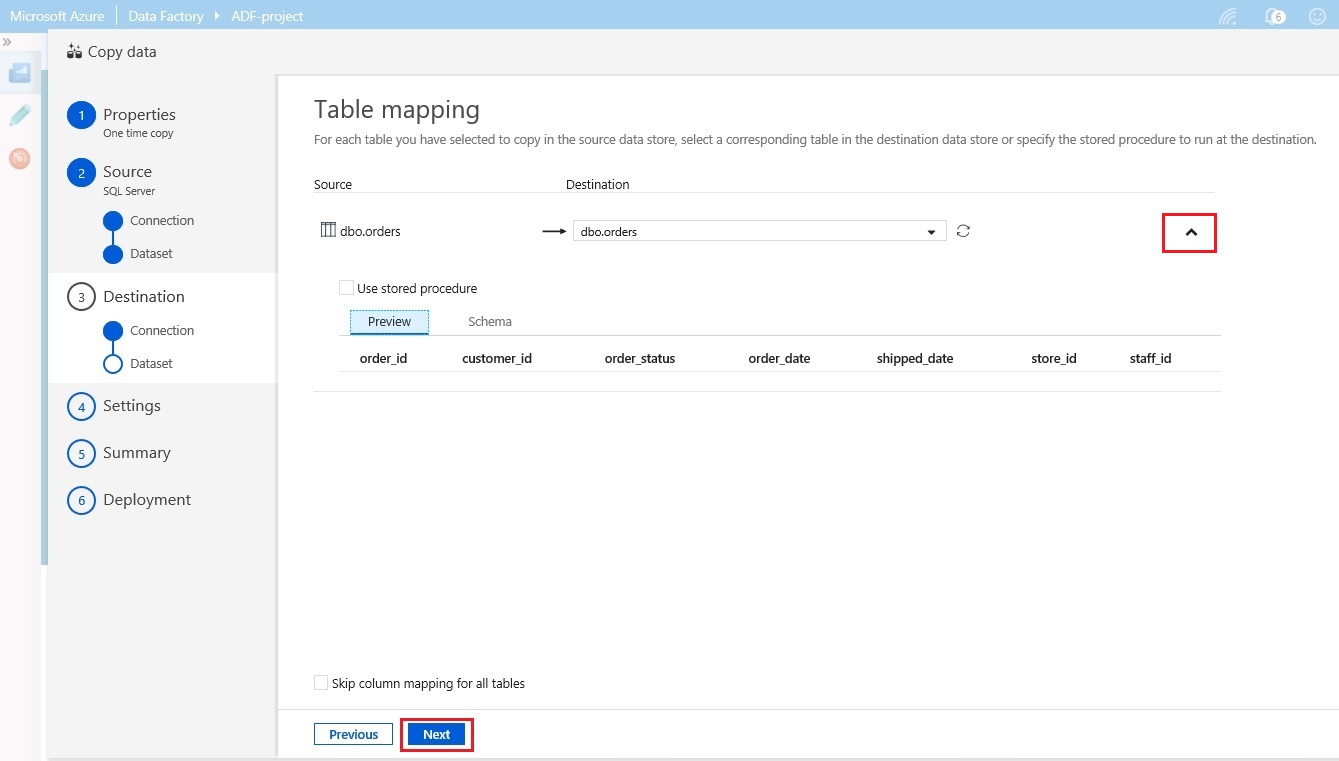 Microsoft Azure Data Factory ADF-project 6
»
Copy data
1 Properties
One time copy
2 Source
SQL Server
Connection
Dataset
3 Destination
Connection
Dataset
4 Settings
5 Summary
6 Deployment
Table mapping
For each table you have selected to copy in the source data store, select a corresponding table in the destination data store or specify the stored procedure to run at the destination.
Source Destination
dbo.orders dbo.orders
Use stored procedure
Preview Schema
order_id customer_id order_status order_date shipped_date store_id staff_id
Skip column mapping for all tables
Previous Next